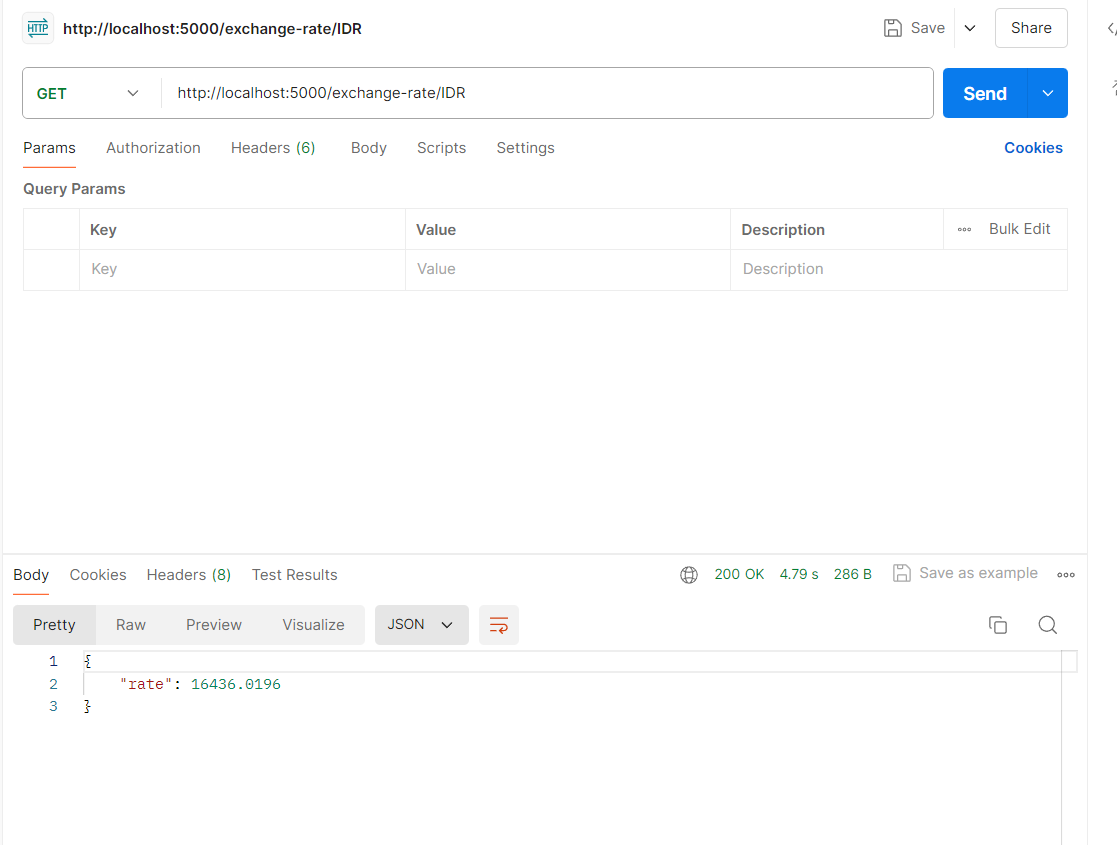 HTTP http://localhost:5000/exchange-rate/IDR Save Share
GET http://localhost:5000/exchange-rate/IDR Send
Params Authorization Headers (6) Body Scripts Settings Cookies
Query Params
Key Value Description Bulk Edit
Key Value Description
Body Cookies Headers (8) Test Results 200 OK 4.79 s 286 B Save as example
Pretty Raw Preview Visualize JSON
1 {
2 "rate": 16436.0196
3 }